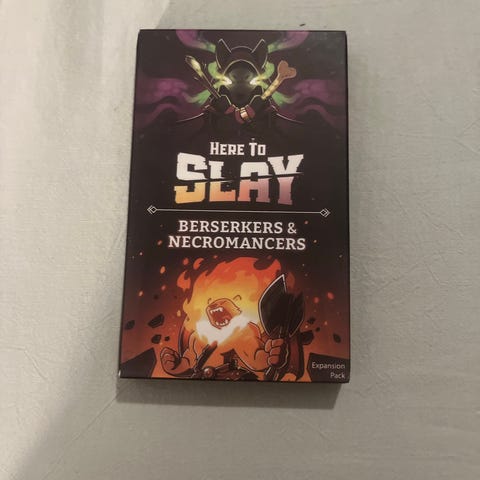 HERE TO
SLAY
BERSERKERS &
NECROMANCERS
Expansion
Pack